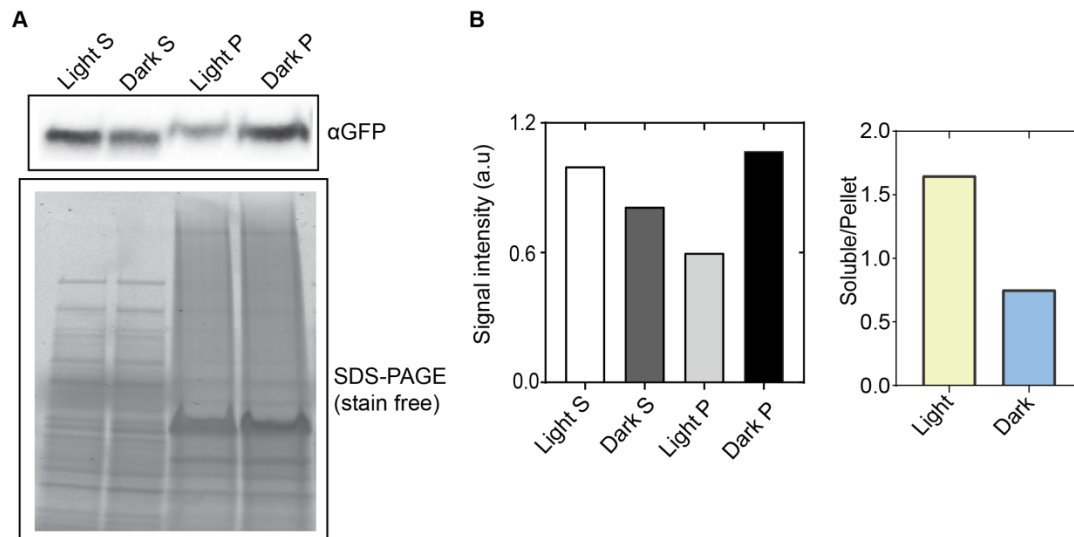 A
Light S
Dark S
Light P
Dark P
αGFP
SDS-PAGE
(stain free)
B
Signal intensity (a.u)
1.2
0.6
0.0
Light S
Dark S
Light P
Dark P
Soluble/Pellet
2.0
1.5
1.0
0.5
0.0
Light
Dark